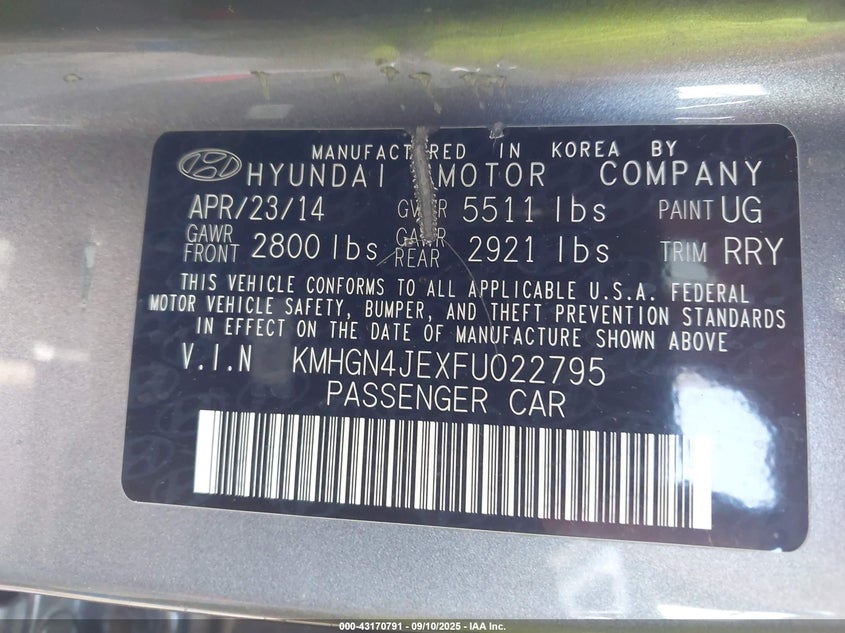 MANUFACTURED IN KOREA BY
HYUNDAI MOTOR COMPANY
APR/23/14 GVWR 5511 lbs PAINT UG
GAWR FRONT 2800 lbs GAWR REAR 2921 lbs TRIM RRY
THIS VEHICLE CONFORMS TO ALL APPLICABLE U.S.A. FEDERAL
MOTOR VEHICLE SAFETY, BUMPER, AND THEFT PREVENTION STANDARDS
IN EFFECT ON THE DATE OF MANUFACTURE SHOWN ABOVE
V.I.N KMHGN4JEXFU022795
PASSENGER CAR
000-43170791 - 09/10/2025 - IAA Inc.